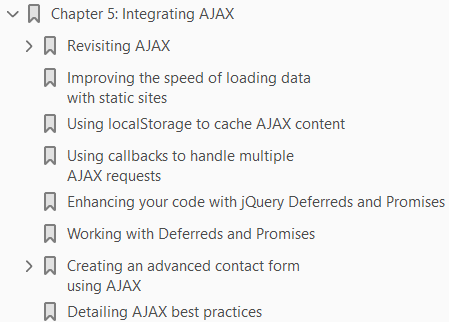 Chapter 5: Integrating AJAX
Revisiting AJAX
Improving the speed of loading data
with static sites
Using localStorage to cache AJAX content
Using callbacks to handle multiple
AJAX requests
Enhancing your code with jQuery Deferreds and Promises
Working with Deferreds and Promises
Creating an advanced contact form
using AJAX
Detailing AJAX best practices